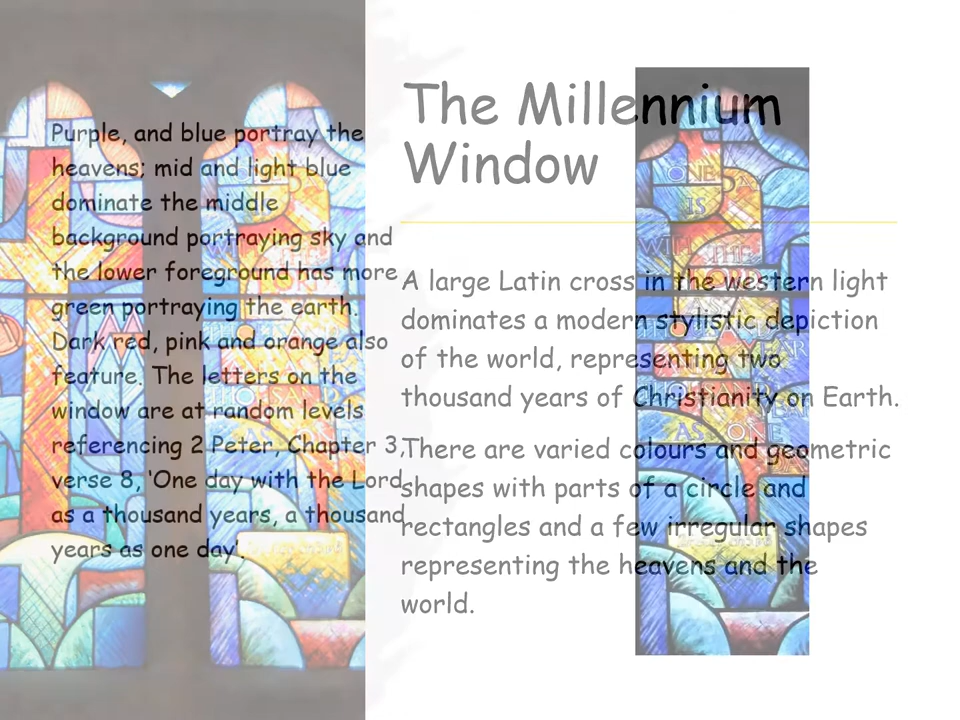 The Millennium
Window
A large Latin cross in the western light
dominates a modern stylistic depiction
of the world, representing two
thousand years of Christianity on Earth.
There are varied colours and geometric
shapes with parts of a circle and
rectangles and a few irregular shapes
representing the heavens and the
world.
Purple, and blue portray the
heavens; mid and light blue
dominate the middle
background portraying sky and
the lower foreground has more
green portraying the earth.
Dark red, pink and orange also
feature. The letters on the
window are at random levels
referencing 2 Peter, Chapter 3,
verse 8, ‘One day with the Lord
as a thousand years, a thousand
years as one day’.
ONE
DA
IS
WITH
THE
LORD
AS
ONE